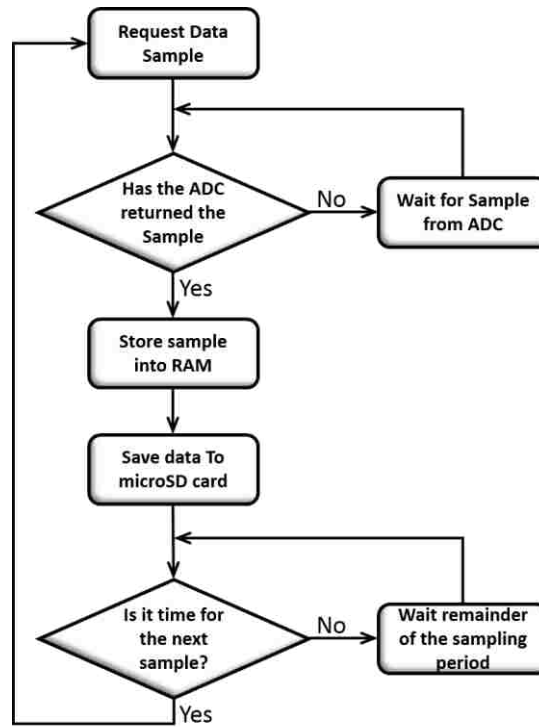 Request Data
Sample
Has the ADC
returned the
Sample
No
Wait for Sample
from ADC
Yes
Store sample
into RAM
Save data To
microSD card
Is it time for
the next
sample?
No
Wait remainder
of the sampling
period
Yes